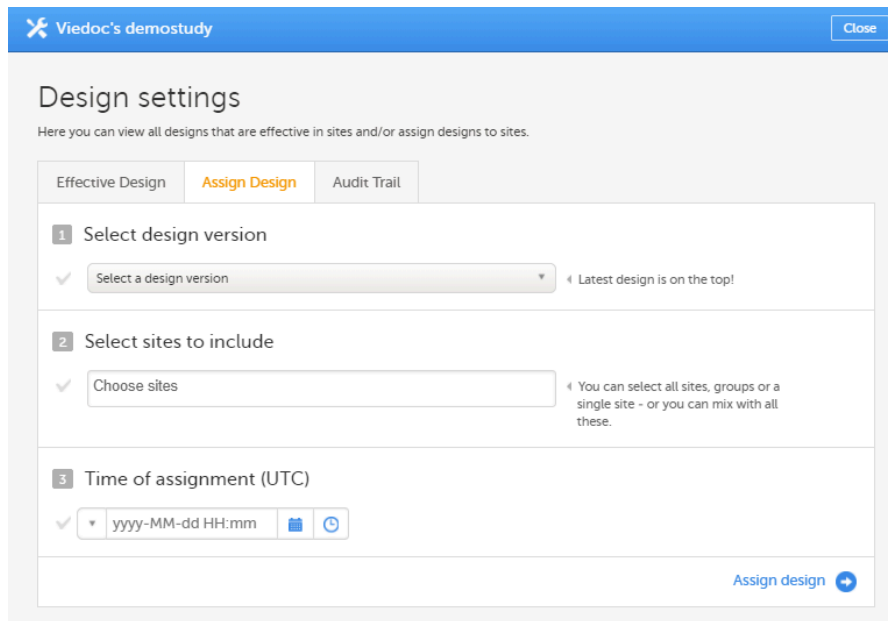 Viedoc's demostudy
Close
Design settings
Here you can view all designs that are effective in sites and/or assign designs to sites.
Effective Design
Assign Design
Audit Trail
1 Select design version
Select a design version
Latest design is on the top!
2 Select sites to include
Choose sites
You can select all sites, groups or a
single site - or you can mix with all
these.
3 Time of assignment (UTC)
yyyy-MM-dd HH:mm
Assign design